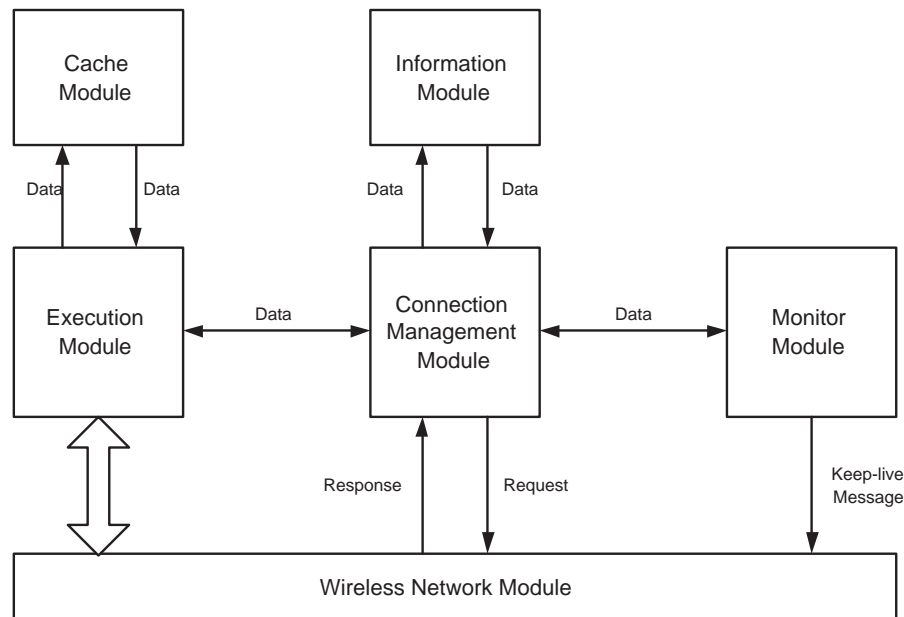 Cache
Module
Information
Module
Data
Data
Data
Data
Execution
Module
Data
Connection
Management
Module
Data
Monitor
Module
Response
Request
Keep-live
Message
Wireless Network Module